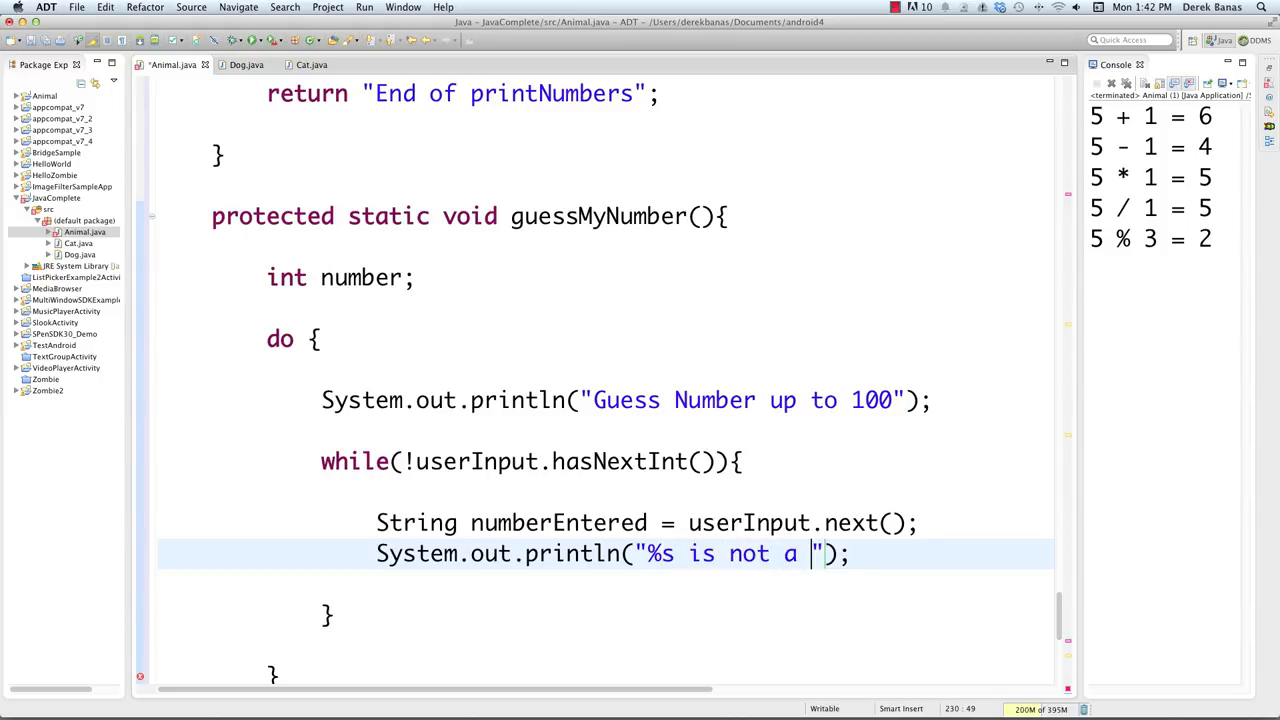 ADT File Edit Refactor Source Navigate Search Project Run Window Help 10 Mon 1:42 PM Derek Banas
Java – JavaComplete/src/Animal.java – ADT – /Users/derekbanas/Documents/android4
Quick Access Java DDMS
Package Exp
Animal
appcompat_v7
appcompat_v7_2
appcompat_v7_3
appcompat_v7_4
BridgeSample
HelloWorld
HelloZombie
ImageFilterSampleApp
JavaComplete
src
(default package)
Animal.java
Cat.java
Dog.java
JRE System Library [Ja
ListPickerExample2Activi
MediaBrowser
MultiWindowSDKExample
MusicPlayerActivity
SlookActivity
SPenSDK30_Demo
TestAndroid
TextGroupActivity
VideoPlayerActivity
Zombie
Zombie2
*Animal.java Dog.java Cat.java
return "End of printNumbers";
}
protected static void guessMyNumber(){
int number;
do {
System.out.println("Guess Number up to 100");
while(!userInput.hasNextInt()){
String numberEntered = userInput.next();
System.out.println("%s is not a ");
}
}
Console
<terminated> Animal (1) [Java Application] /S
5 + 1 = 6
5 - 1 = 4
5 * 1 = 5
5 / 1 = 5
5 % 3 = 2
Writable Smart Insert 230 : 49 200M of 395M